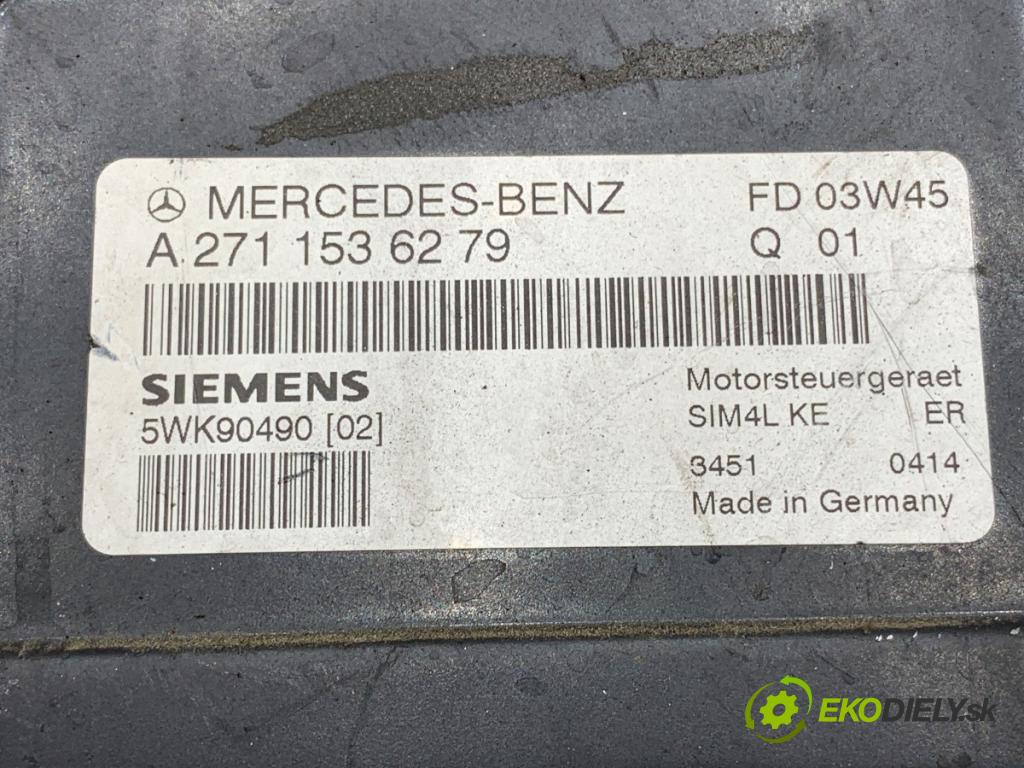 MERCEDES-BENZ FD 03W45
A 271 153 62 79 Q 01
SIEMENS
5WK90490 [02]
Motorsteuergeraet
SIM4L KE ER
3451 0414
Made in Germany
EKODIELY.sk